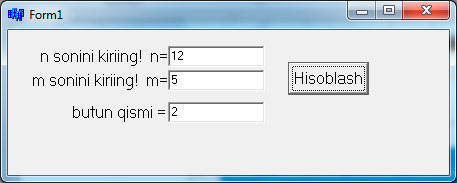 Form1
n sonini kiriing! n= 12
m sonini kiriing! m= 5
Hisoblash
butun qismi = 2